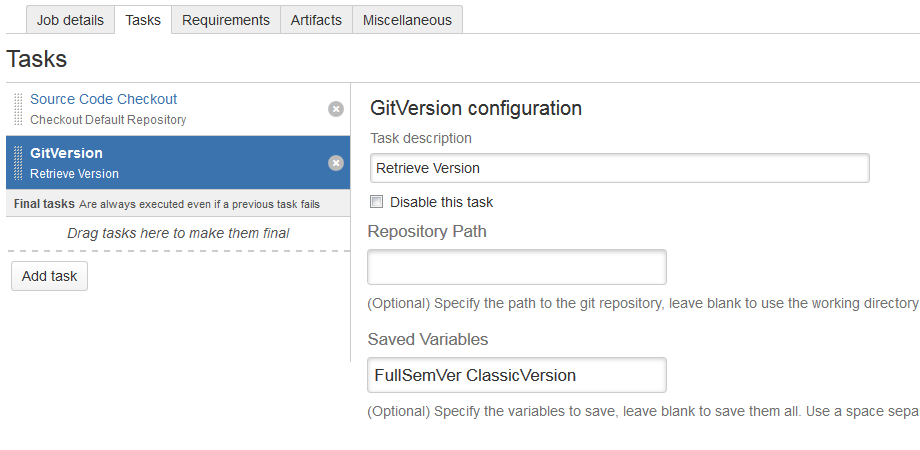 Job details Tasks Requirements Artifacts Miscellaneous
Tasks
Source Code Checkout
Checkout Default Repository
GitVersion
Retrieve Version
Final tasks Are always executed even if a previous task fails
Drag tasks here to make them final
Add task
GitVersion configuration
Task description
Retrieve Version
Disable this task
Repository Path
(Optional) Specify the path to the git repository, leave blank to use the working directory
Saved Variables
FullSemVer ClassicVersion
(Optional) Specify the variables to save, leave blank to save them all. Use a space sepa